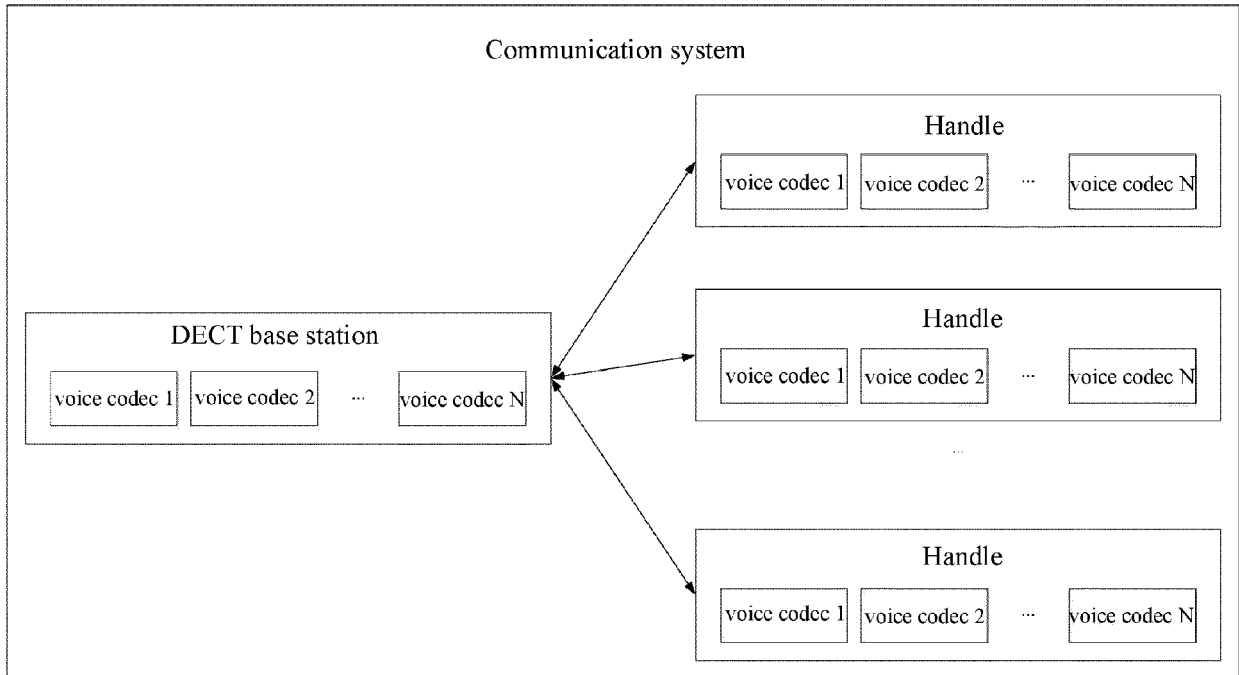 Communication system
Handle
voice codec 1 voice codec 2 ... voice codec N
DECT base station
voice codec 1 voice codec 2 ... voice codec N
Handle
voice codec 1 voice codec 2 ... voice codec N
...
Handle
voice codec 1 voice codec 2 ... voice codec N